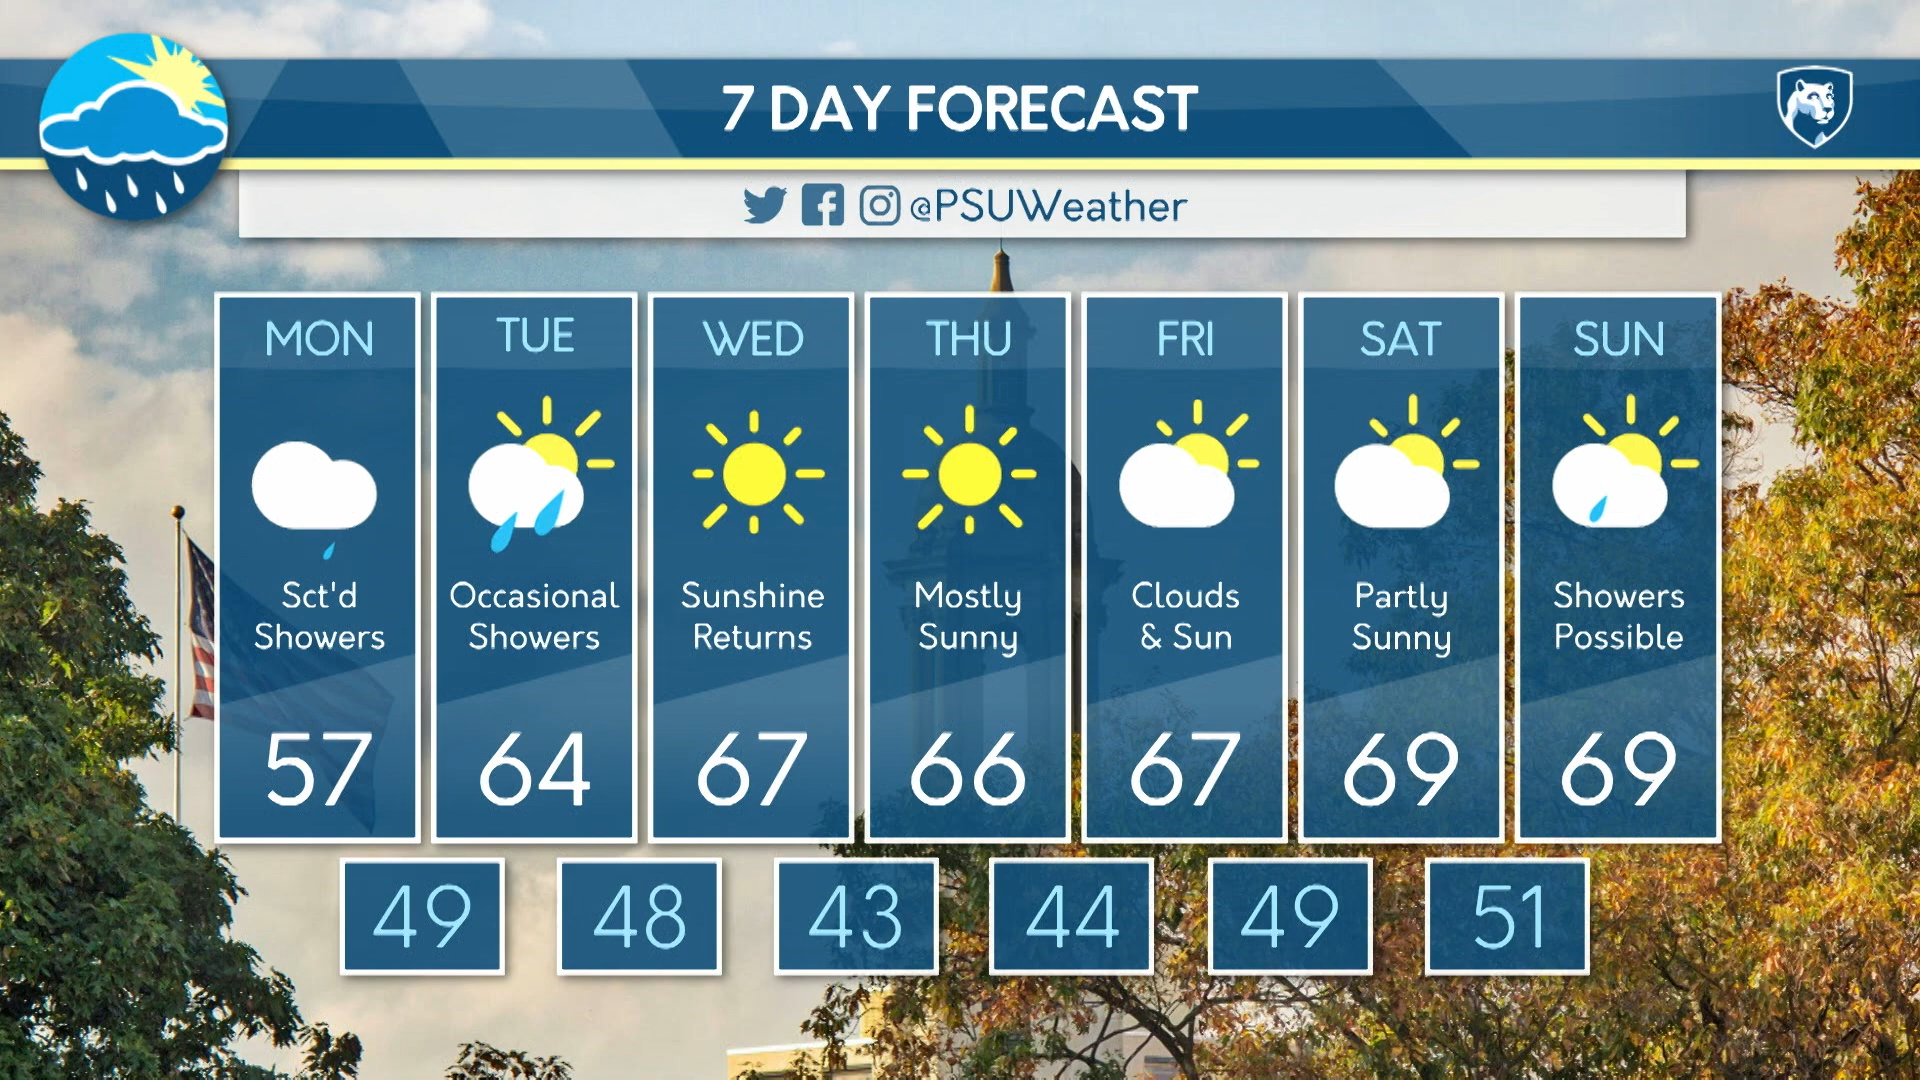 7 DAY FORECAST
@PSUWeather
MON
Sct'd
Showers
57
TUE
Occasional
Showers
64
WED
Sunshine
Returns
67
THU
Mostly
Sunny
66
FRI
Clouds
& Sun
67
SAT
Partly
Sunny
69
SUN
Showers
Possible
69
49
48
43
44
49
51